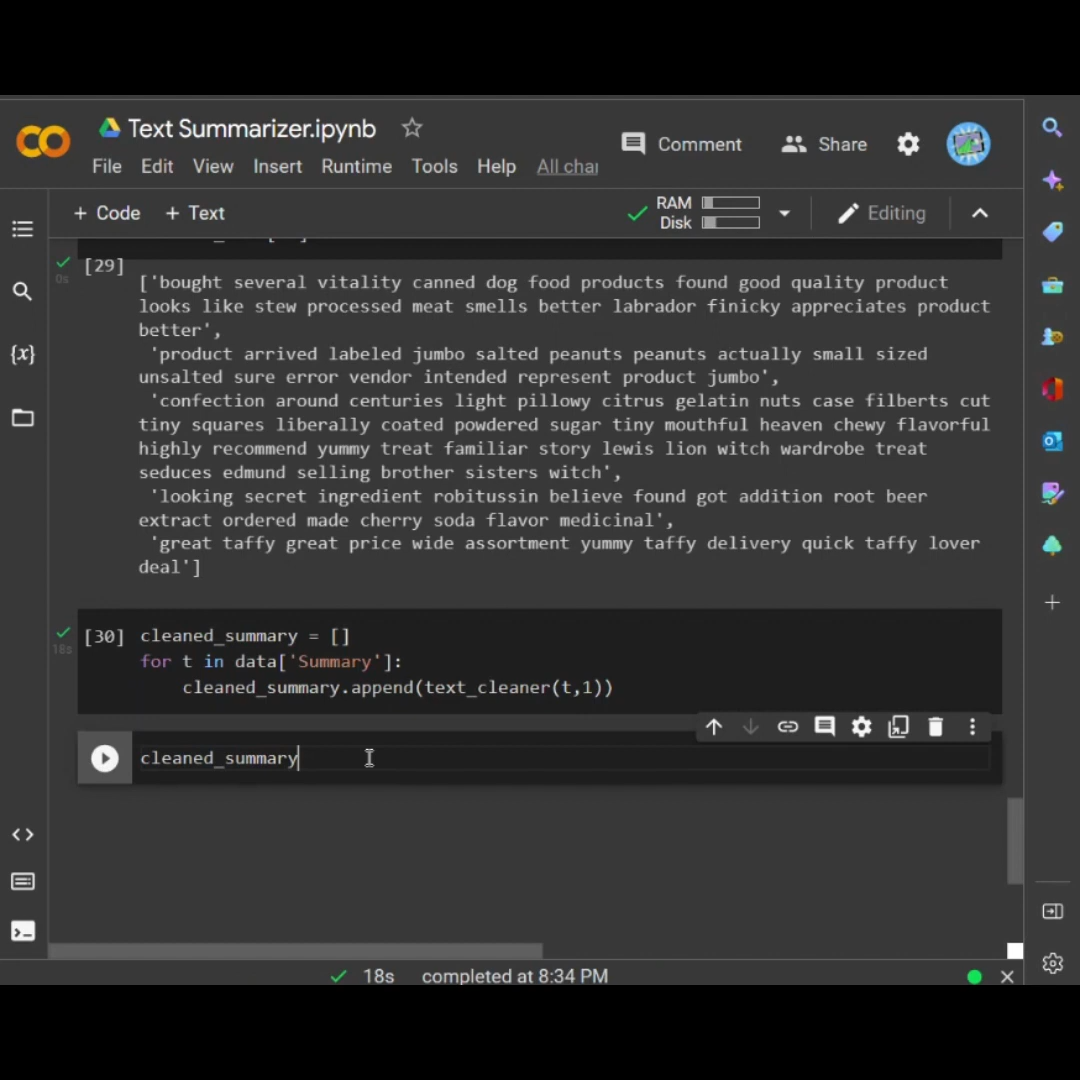 Text Summarizer.ipynb
Comment
Share
File Edit View Insert Runtime Tools Help All chan
+ Code + Text
RAM
Disk
Editing
[29]
0s
['bought several vitality canned dog food products found good quality product
looks like stew processed meat smells better labrador finicky appreciates product
better',
'product arrived labeled jumbo salted peanuts peanuts actually small sized
unsalted sure error vendor intended represent product jumbo',
'confection around centuries light pillowy citrus gelatin nuts case filberts cut
tiny squares liberally coated powdered sugar tiny mouthful heaven chewy flavorful
highly recommend yummy treat familiar story lewis lion witch wardrobe treat
seduces edmund selling brother sisters witch',
'looking secret ingredient robitussin believe found got addition root beer
extract ordered made cherry soda flavor medicinal',
'great taffy great price wide assortment yummy taffy delivery quick taffy lover
deal']
[30] cleaned_summary = []
18s
for t in data['Summary']:
cleaned_summary.append(text_cleaner(t,1))
cleaned_summary
18s completed at 8:34 PM